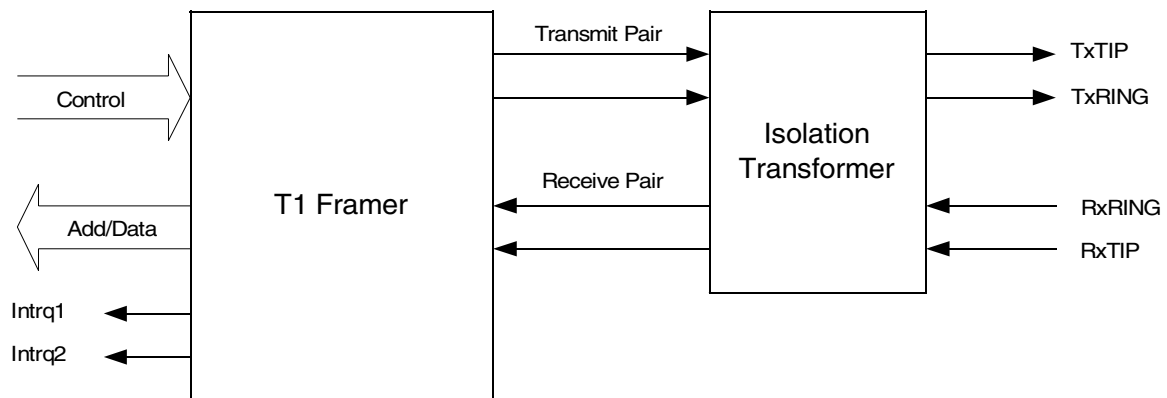 Transmit Pair
TxTIP
Control
TxRING
Isolation
Transformer
T1 Framer
Receive Pair
RxRING
Add/Data
RxTIP
Intrq1
Intrq2